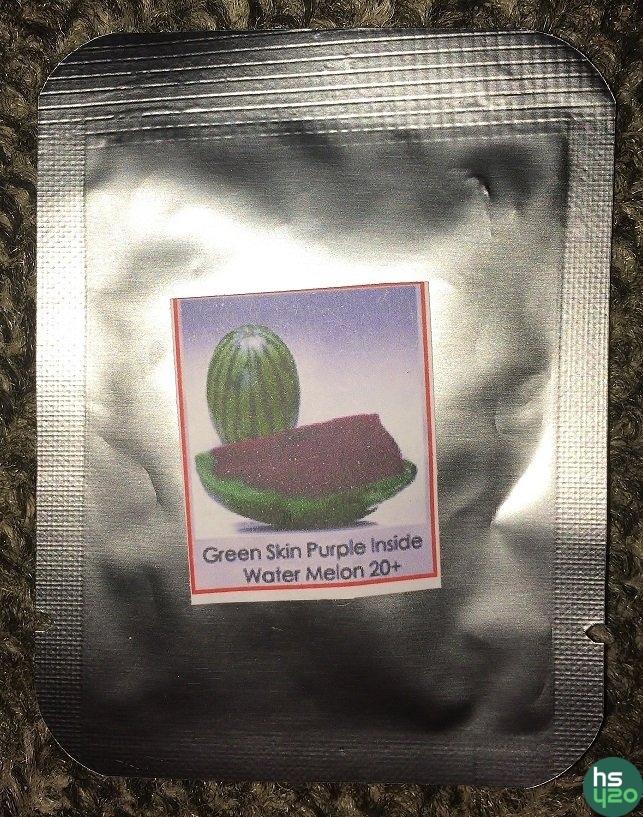 Green Skin Purple Inside
Water Melon 20+
hs
420